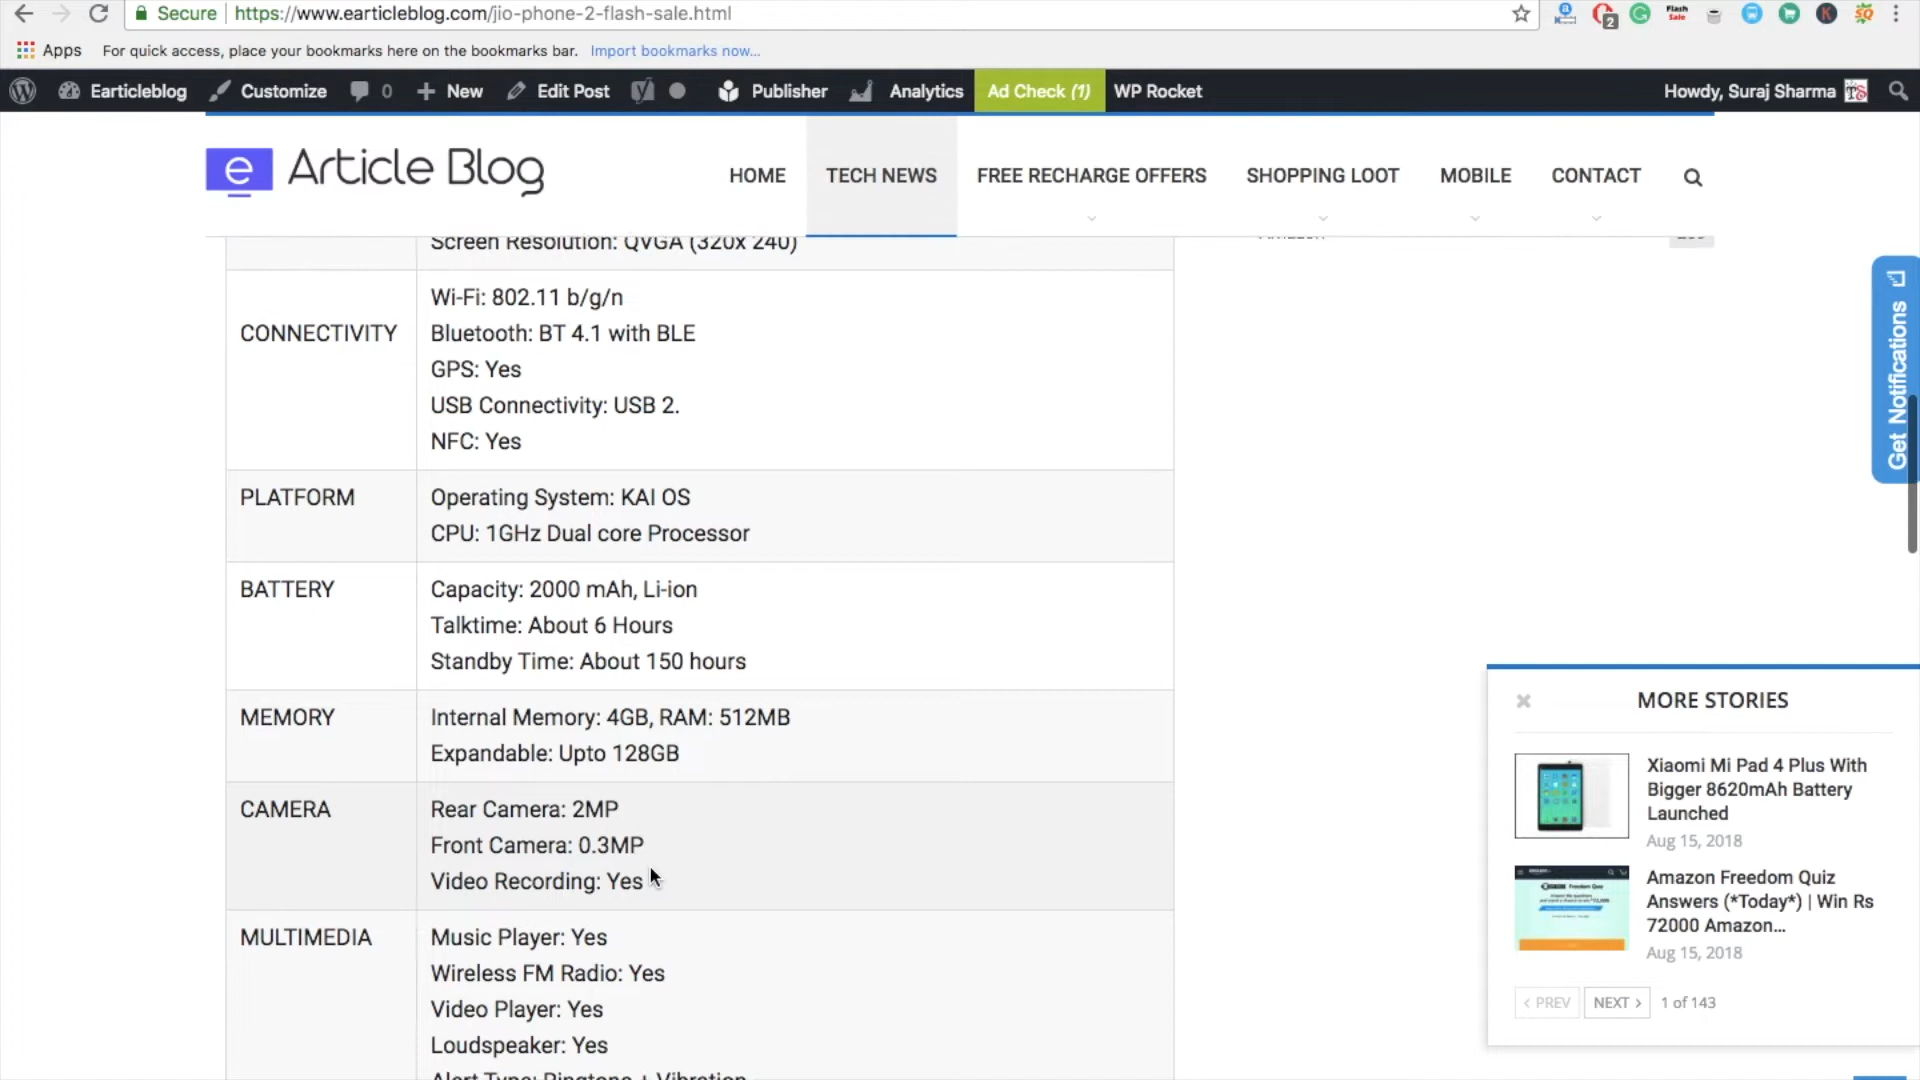 Secure https://www.earticleblog.com/jio-phone-2-flash-sale.html
2
Flash Sale
K
SQ
Apps For quick access, place your bookmarks here on the bookmarks bar. Import bookmarks now...
Earticleblog Customize 0 New Edit Post Publisher Analytics Ad Check (1) WP Rocket Howdy, Suraj Sharma
e Article Blog
HOME TECH NEWS FREE RECHARGE OFFERS SHOPPING LOOT MOBILE CONTACT
Screen Resolution: QVGA (320x 240)
CONNECTIVITY
Wi-Fi: 802.11 b/g/n
Bluetooth: BT 4.1 with BLE
GPS: Yes
USB Connectivity: USB 2.
NFC: Yes
PLATFORM
Operating System: KAI OS
CPU: 1GHz Dual core Processor
BATTERY
Capacity: 2000 mAh, Li-ion
Talktime: About 6 Hours
Standby Time: About 150 hours
MEMORY
Internal Memory: 4GB, RAM: 512MB
Expandable: Upto 128GB
CAMERA
Rear Camera: 2MP
Front Camera: 0.3MP
Video Recording: Yes
MULTIMEDIA
Music Player: Yes
Wireless FM Radio: Yes
Video Player: Yes
Loudspeaker: Yes
Alert Type: Ringtone + Vibration
Get Notifications
MORE STORIES
Xiaomi Mi Pad 4 Plus With
Bigger 8620mAh Battery
Launched
Aug 15, 2018
Amazon Freedom Quiz
Answers (*Today*) | Win Rs
72000 Amazon...
Aug 15, 2018
PREV NEXT 1 of 143